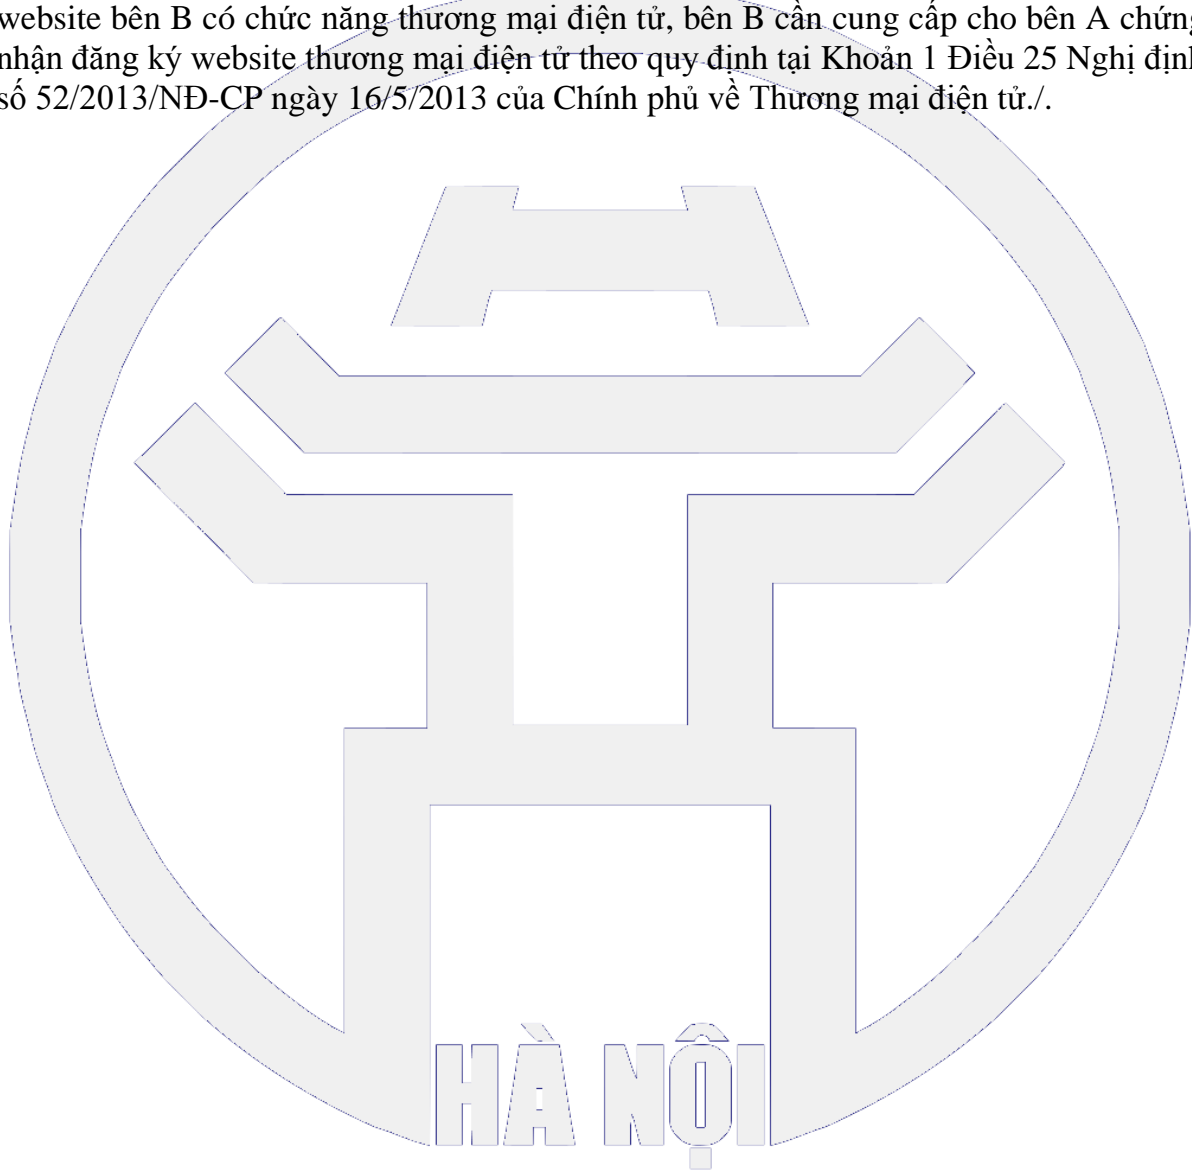 website bên B có chức năng thương mại điện tử, bên B cần cung cấp cho bên A chứng
nhận đăng ký website thương mại điện tử theo quy định tại Khoản 1 Điều 25 Nghị định
số 52/2013/NĐ-CP ngày 16/5/2013 của Chính phủ về Thương mại điện tử./.
HÀ NỘI